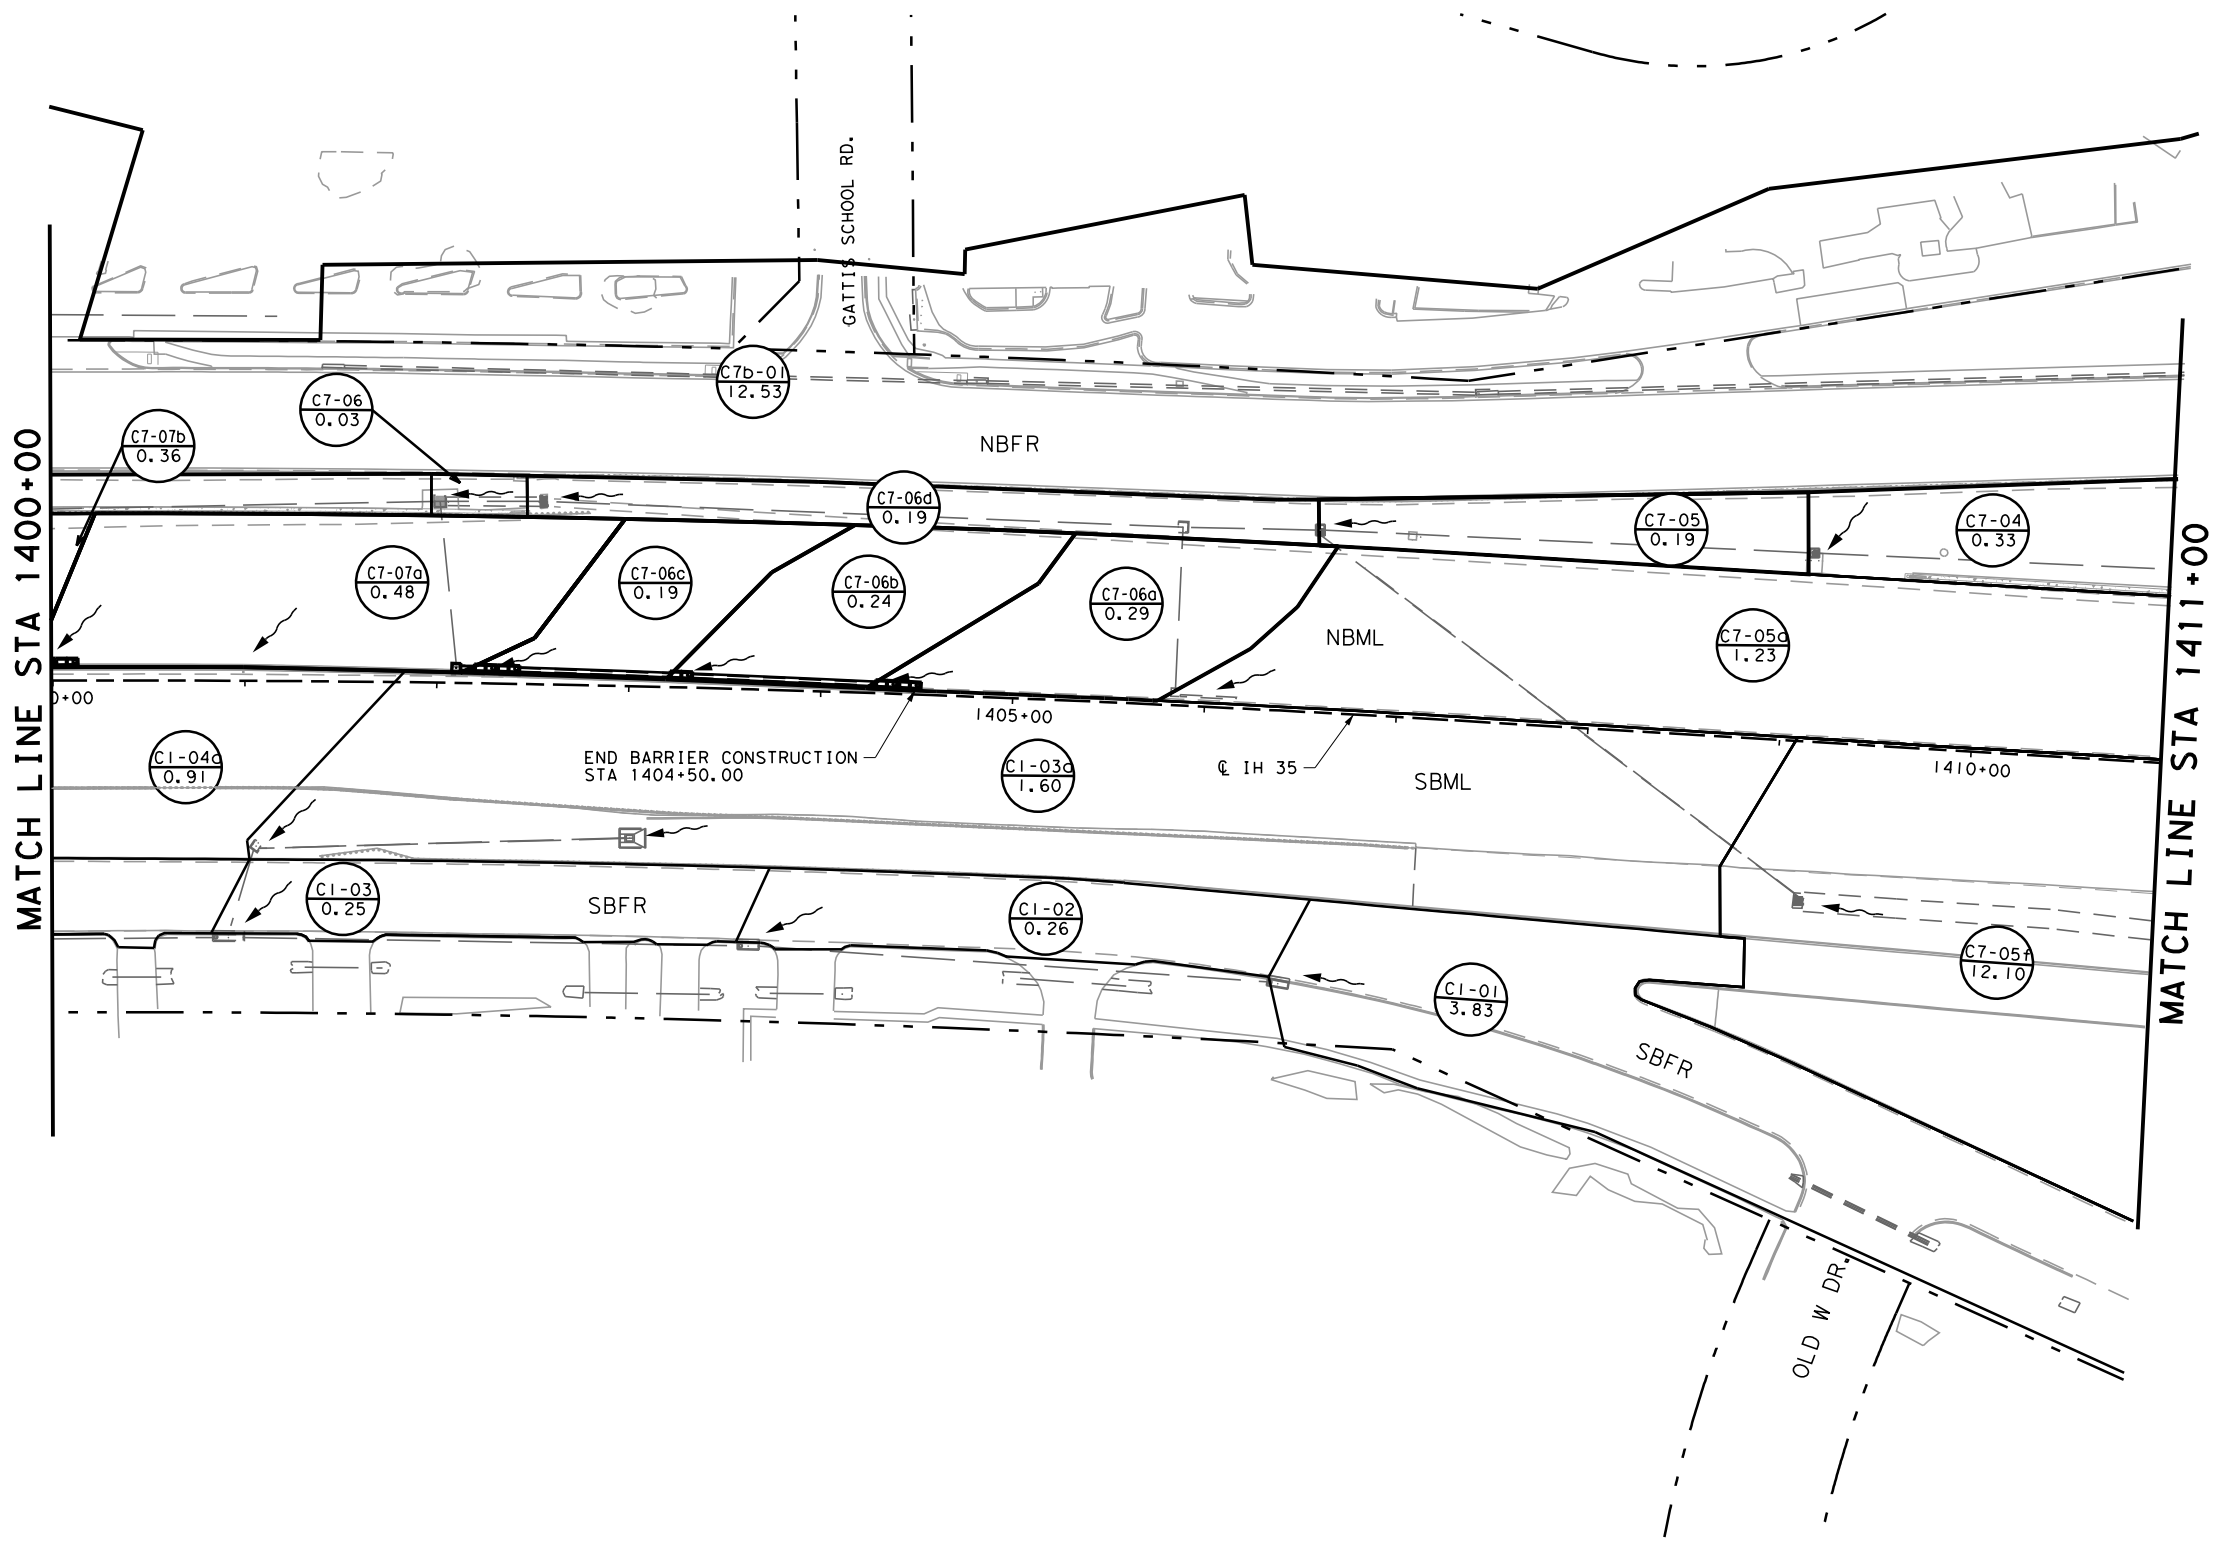 GATTIS SCHOOL RD.
C7b-01
12.53
C7-06
0.03
C7-07b
0.36
NBFR
C7-06d
0.19
C7-05
0.19
C7-04
0.33
C7-07a
0.48
C7-06c
0.19
C7-06b
0.24
C7-06a
0.29
NBML
C7-05a
1.23
MATCH LINE STA 1400+00
MATCH LINE STA 1411+00
0+00
1405+00
END BARRIER CONSTRUCTION
STA 1404+50.00
C1-04a
0.91
C1-03a
1.60
℄ IH 35
SBML
1410+00
C1-03
0.25
SBFR
C1-02
0.26
C1-01
3.83
C7-05f
12.10
SBFR
OLD W DR.